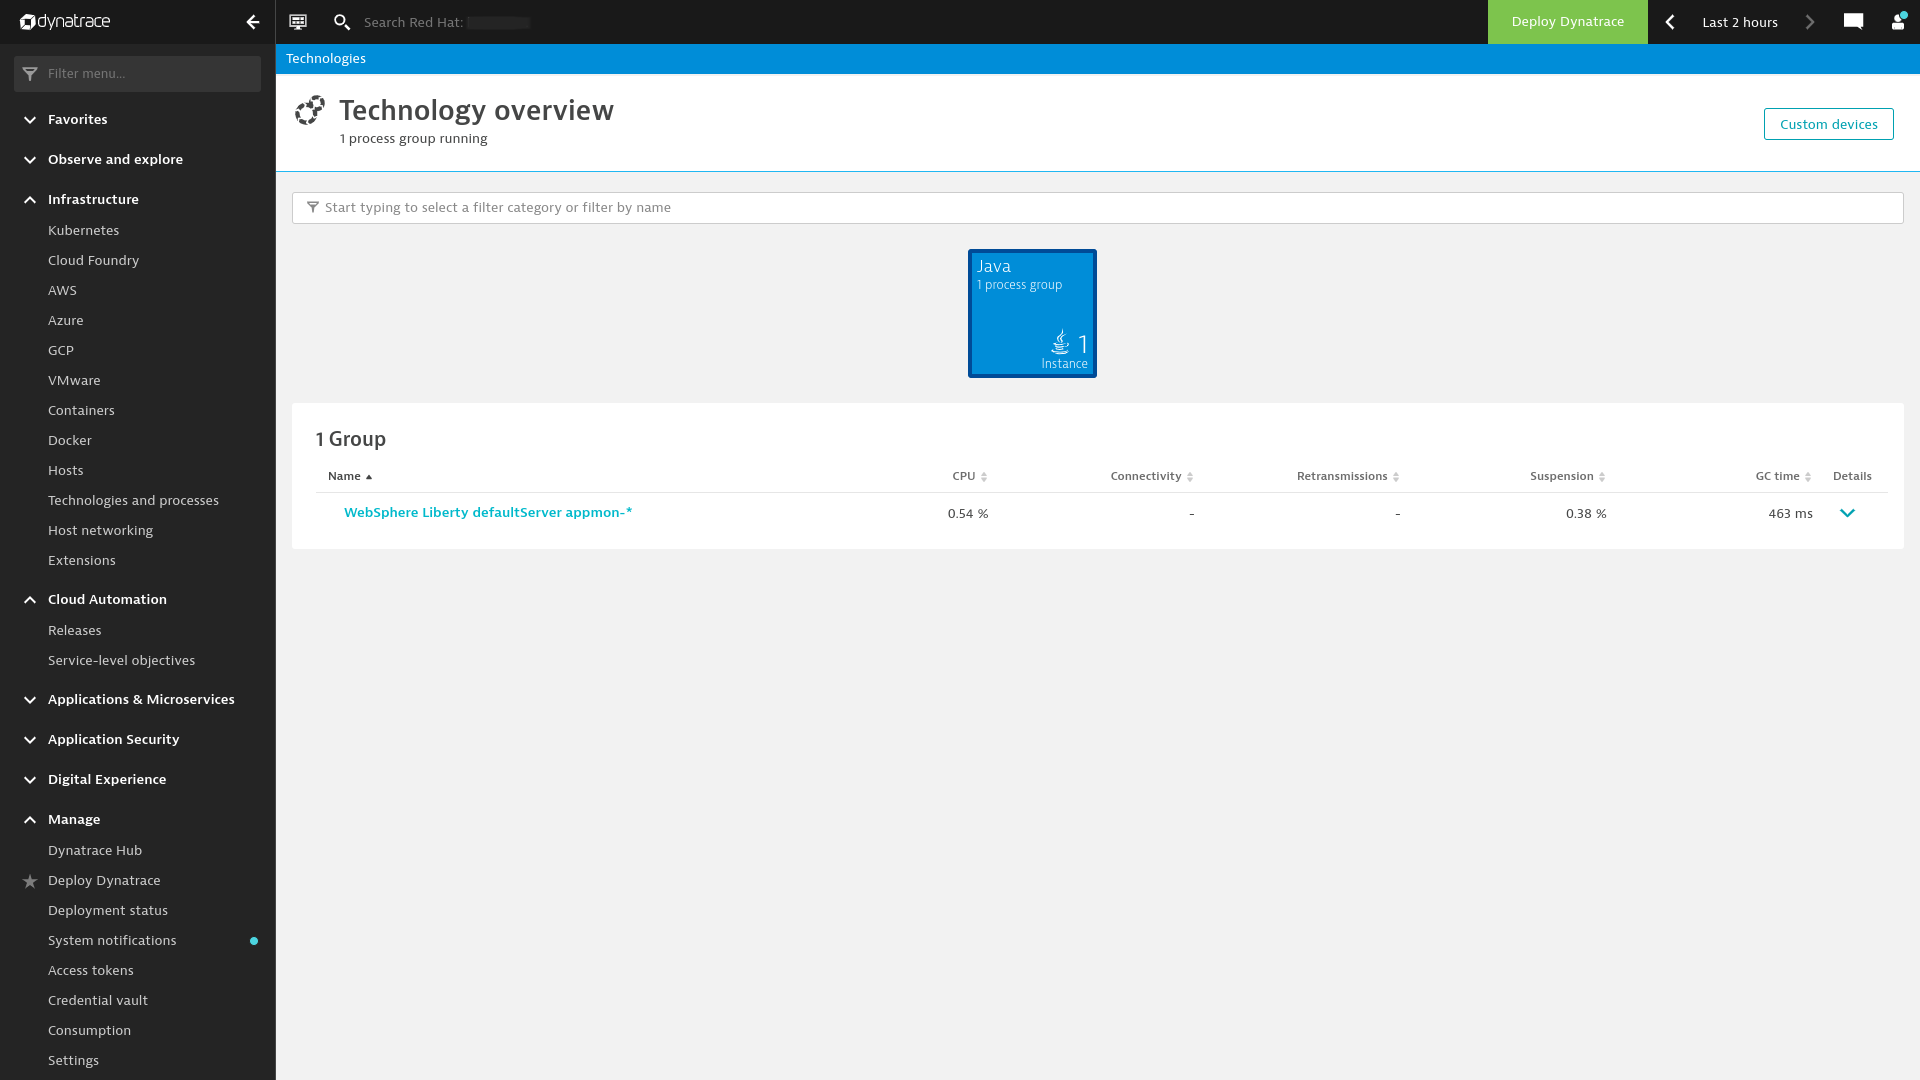 dynatrace
Search Red Hat:
Deploy Dynatrace
Last 2 hours
Filter menu...
Favorites
Observe and explore
Infrastructure
Kubernetes
Cloud Foundry
AWS
Azure
GCP
VMware
Containers
Docker
Hosts
Technologies and processes
Host networking
Extensions
Cloud Automation
Releases
Service-level objectives
Applications & Microservices
Application Security
Digital Experience
Manage
Dynatrace Hub
Deploy Dynatrace
Deployment status
System notifications
Access tokens
Credential vault
Consumption
Settings
Technologies
Technology overview
1 process group running
Custom devices
Start typing to select a filter category or filter by name
Java
1 process group
1
Instance
1 Group
Name CPU Connectivity Retransmissions Suspension GC time Details
WebSphere Liberty defaultServer appmon-* 0.54 % - - 0.38 % 463 ms